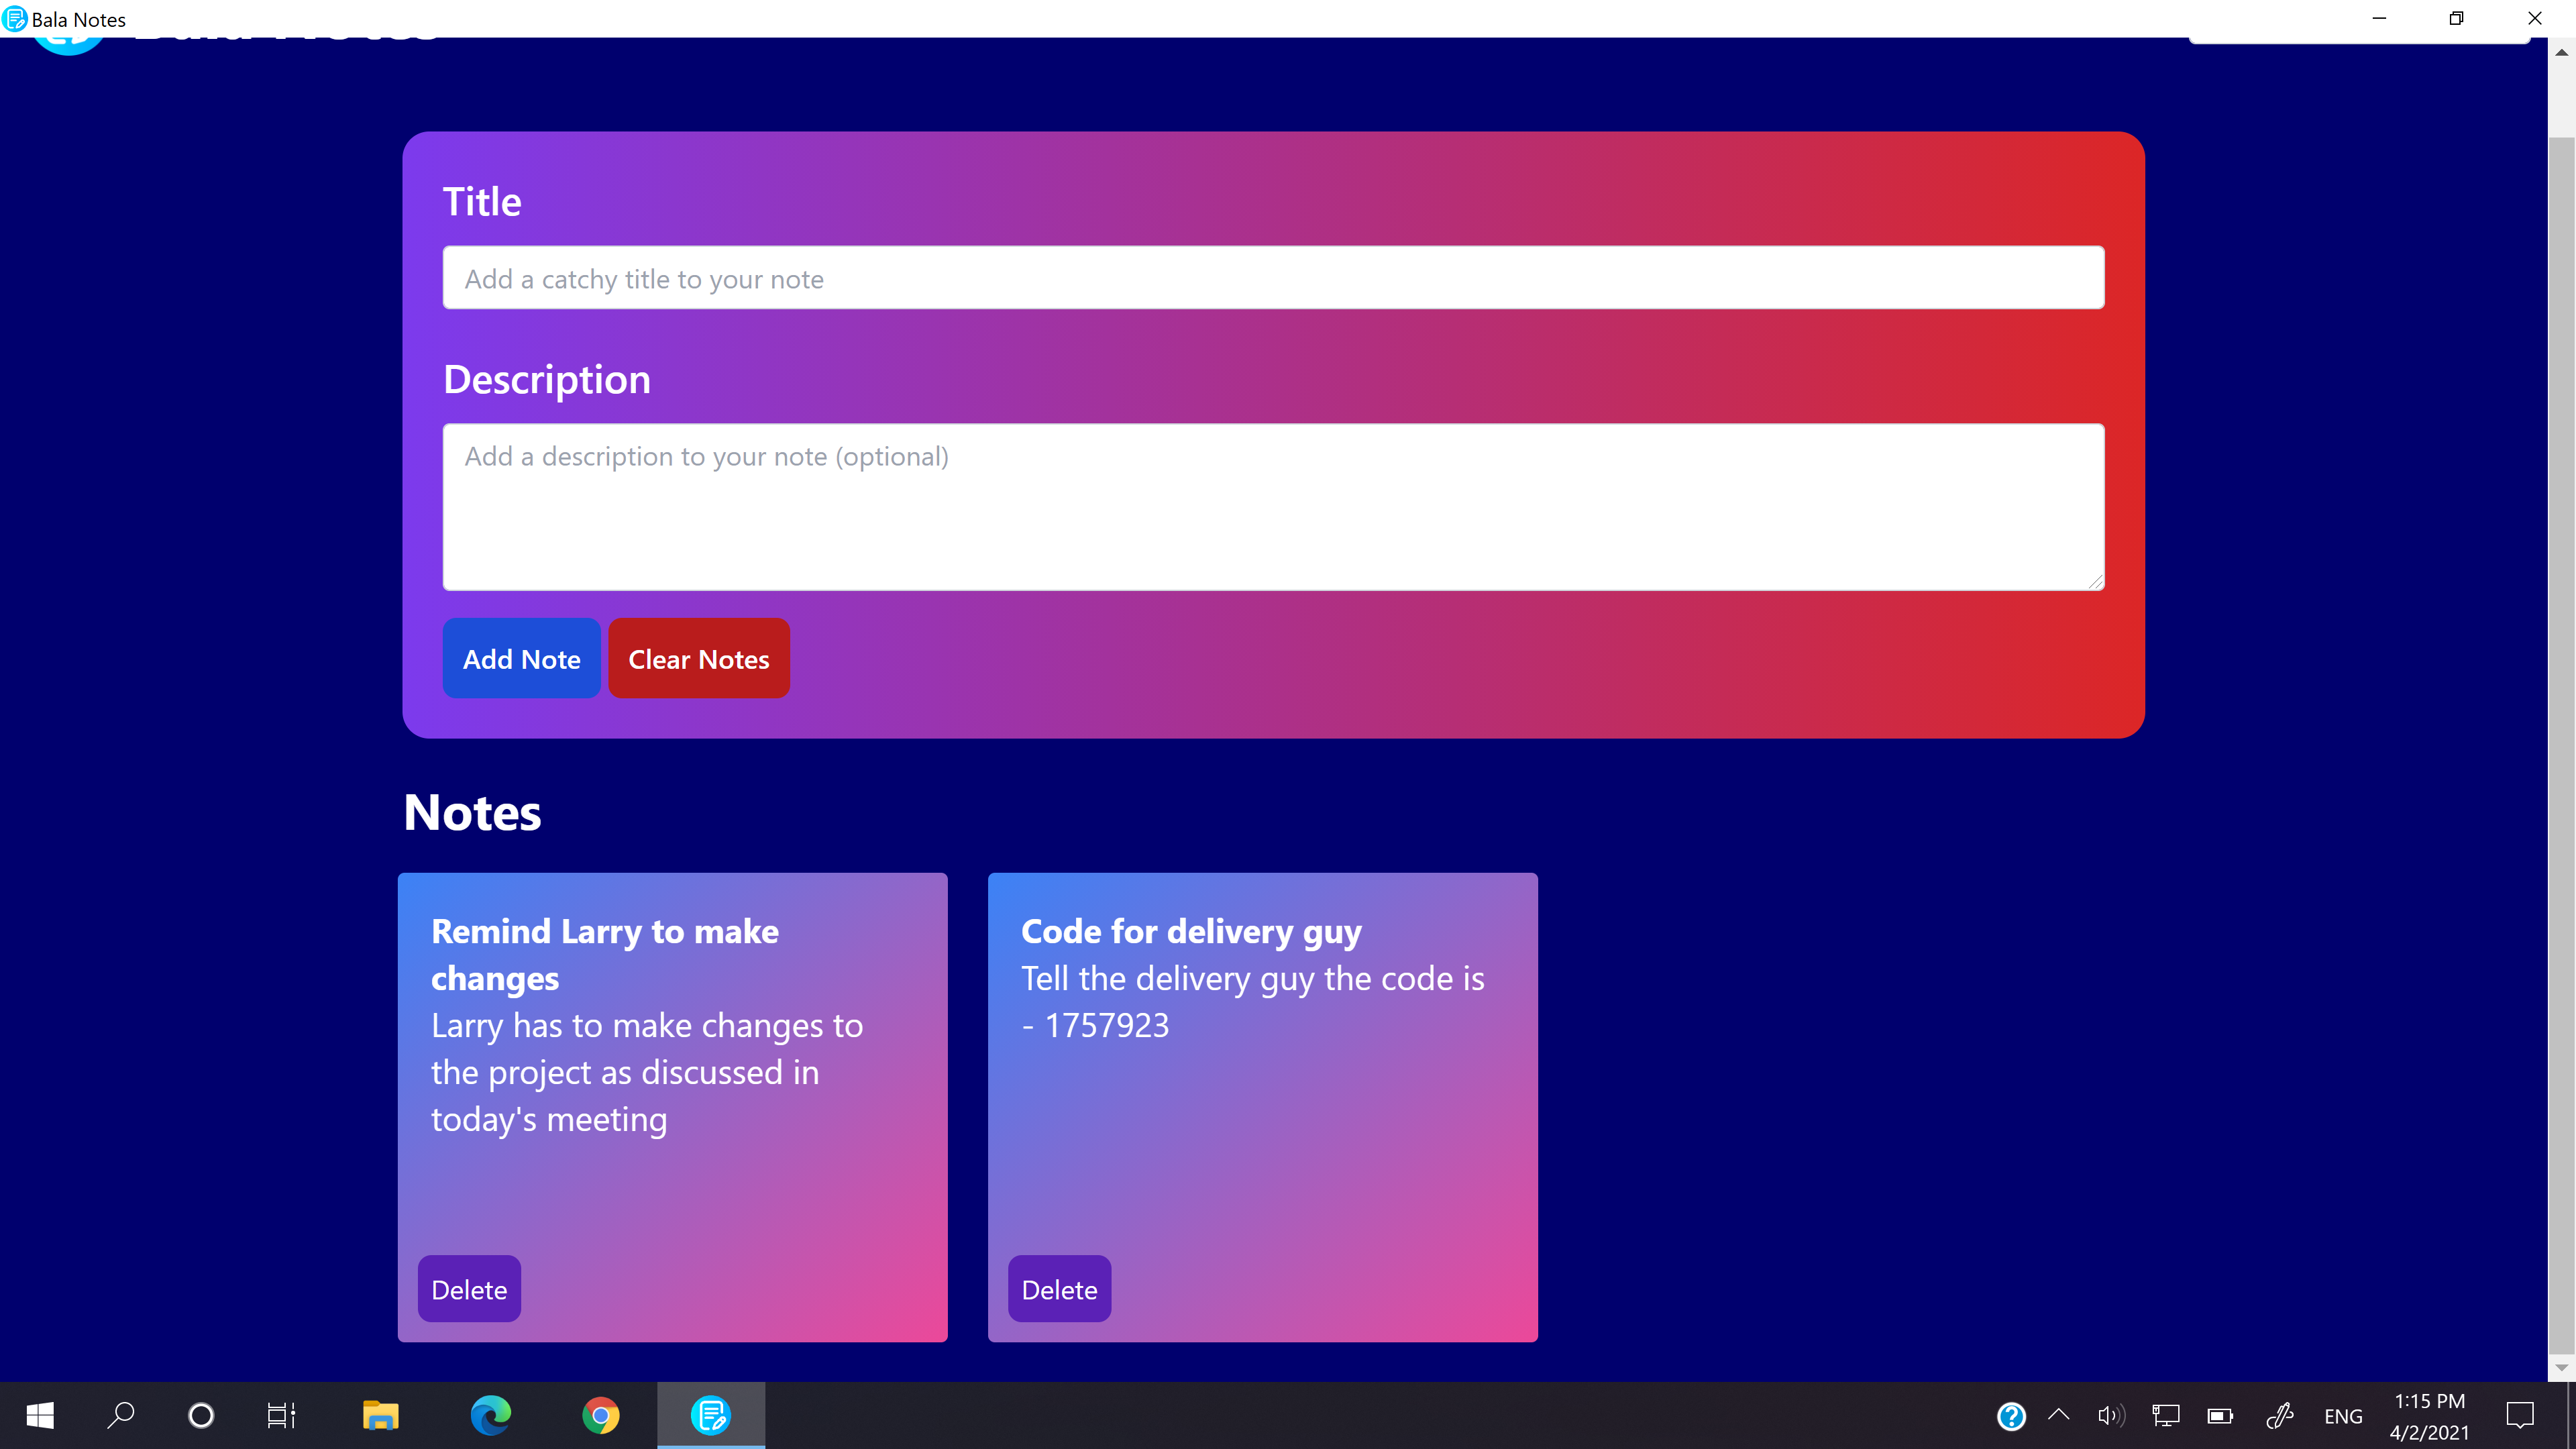 Bala Notes
Title
Add a catchy title to your note
Description
Add a description to your note (optional)
Add Note
Clear Notes
Notes
Remind Larry to make
changes
Larry has to make changes to
the project as discussed in
today's meeting
Delete
Code for delivery guy
Tell the delivery guy the code is
- 1757923
Delete
ENG
1:15 PM
4/2/2021